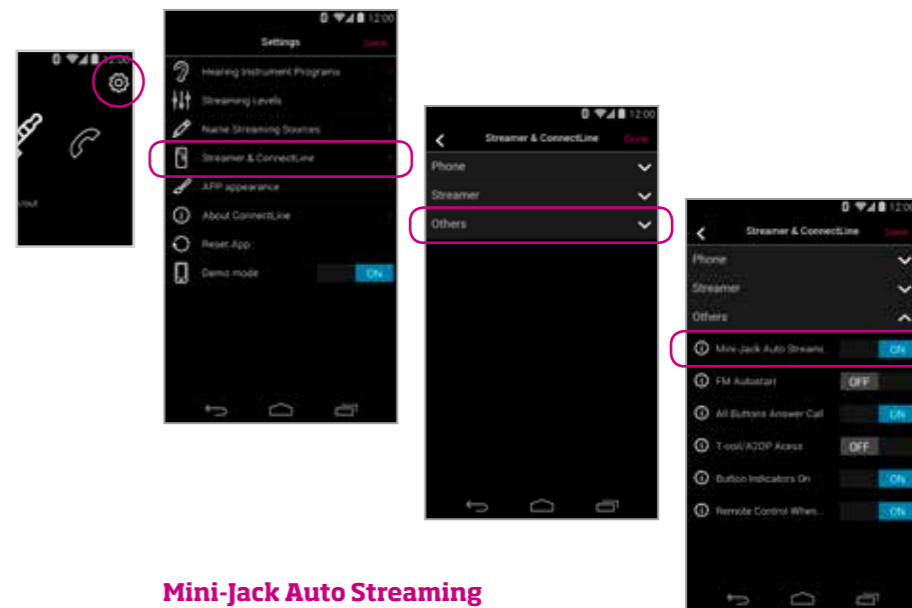 12:00
12:00
/out
Settings
Hearing Instrument Programs
Streaming Levels
Name Streaming Sources
Streamer & ConnectLine
APP appearance
About ConnectLine
Reset App
Demo mode ON
12:00
Streamer & ConnectLine Done
Phone
Streamer
Others
12:00
Streamer & ConnectLine
Phone
Streamer
Others
Mini-Jack Auto Streami... ON
FM Autostart OFF
All Buttons Answer Call ON
T-coil/A2DP Acess OFF
Button Indicators On ON
Remote Control When... ON
Mini-Jack Auto Streaming